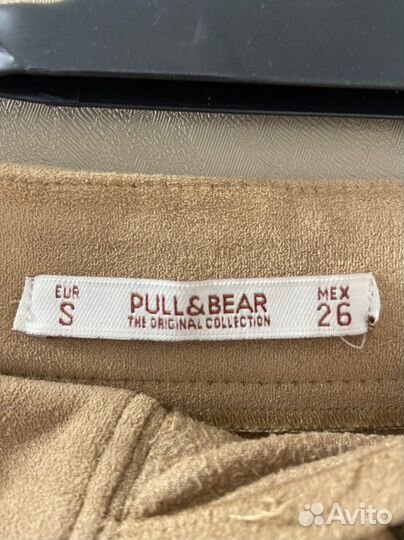 EUR
S
PULL&BEAR
THE ORIGINAL COLLECTION
MEX
26
Avito